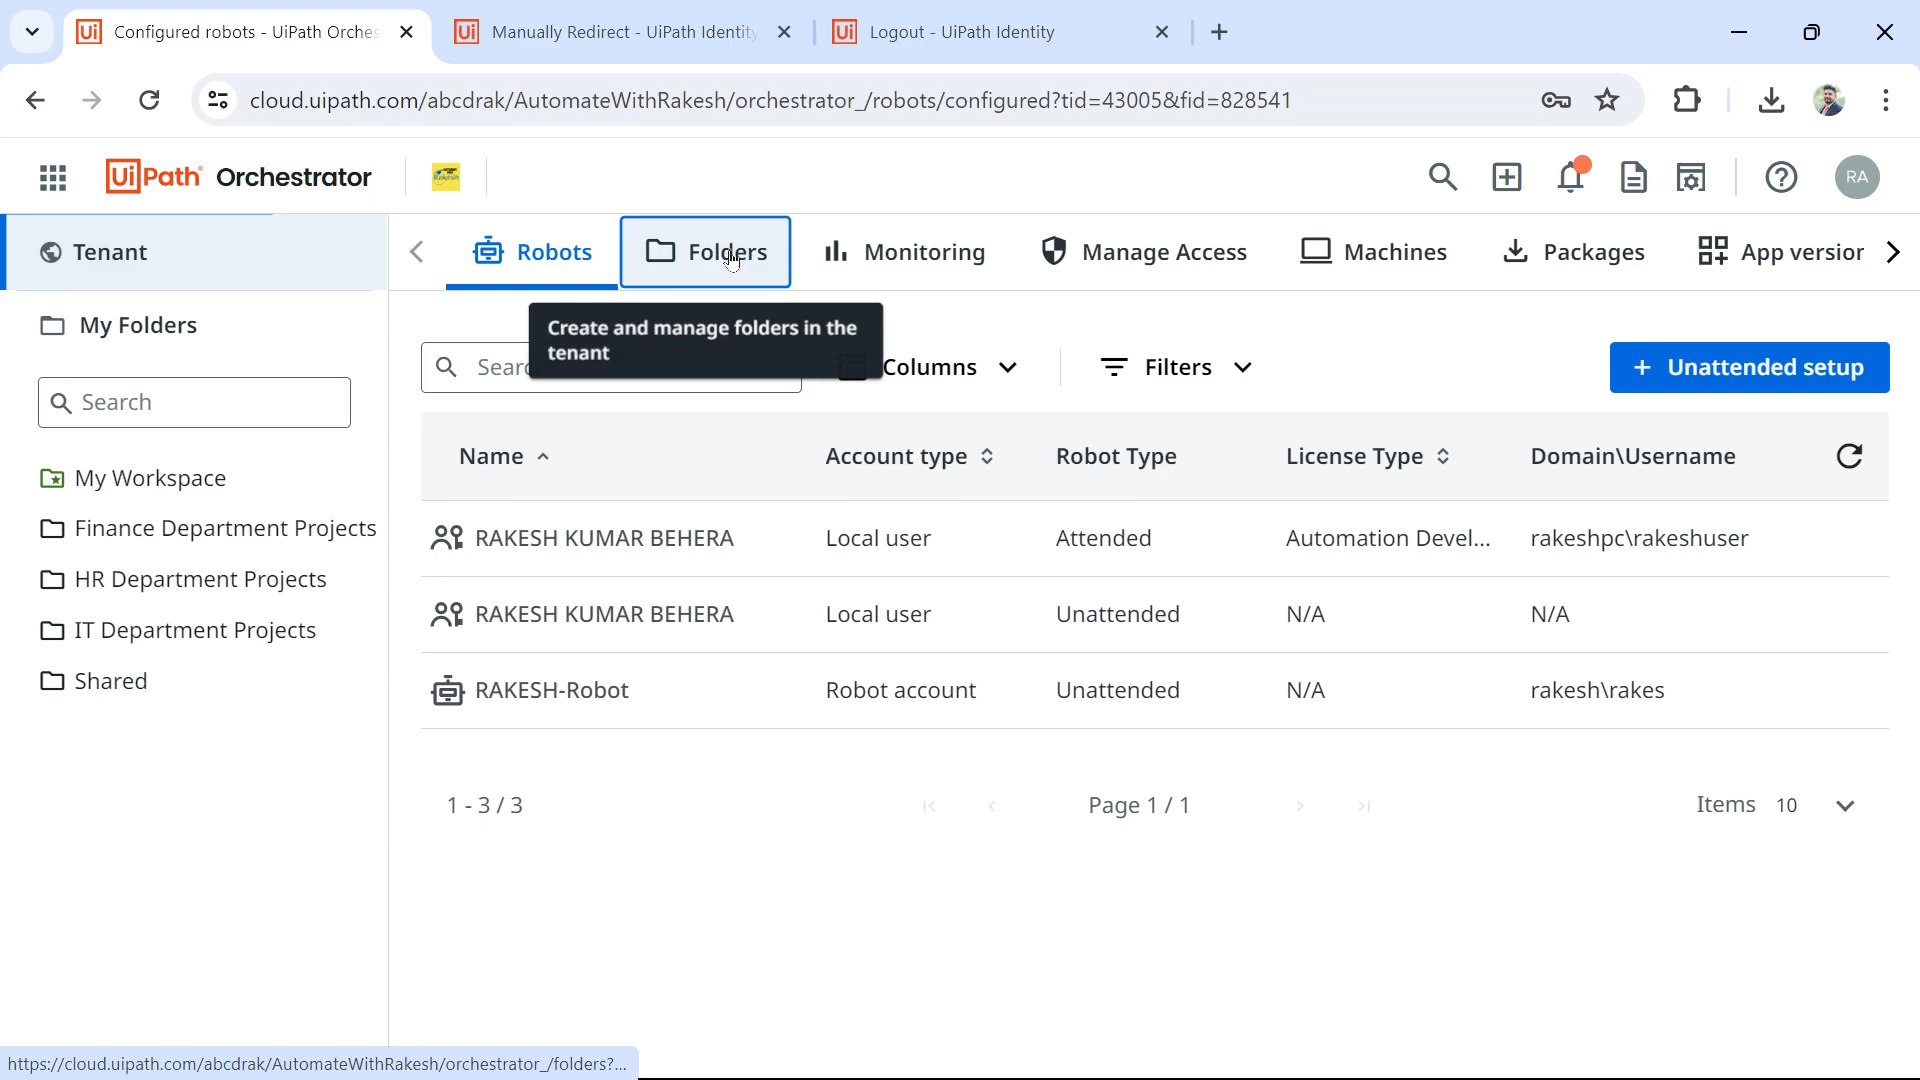 Configured robots - UiPath Orches
Manually Redirect - UiPath Identity
Logout - UiPath Identity
cloud.uipath.com/abcdrak/AutomateWithRakesh/orchestrator_/robots/configured?tid=43005&fid=828541
UiPath Orchestrator
RA
Tenant
Robots
Folders
Monitoring
Manage Access
Machines
Packages
App version
My Folders
Create and manage folders in the
tenant
Columns
Filters
+ Unattended setup
Search
Name
Account type
Robot Type
License Type
Domain\Username
My Workspace
Finance Department Projects
HR Department Projects
IT Department Projects
Shared
RAKESH KUMAR BEHERA Local user Attended Automation Devel... rakeshpc\rakeshuser
RAKESH KUMAR BEHERA Local user Unattended N/A N/A
RAKESH-Robot Robot account Unattended N/A rakesh\rakes
1 - 3 / 3
Page 1 / 1
Items 10
https://cloud.uipath.com/abcdrak/AutomateWithRakesh/orchestrator_/folders?...